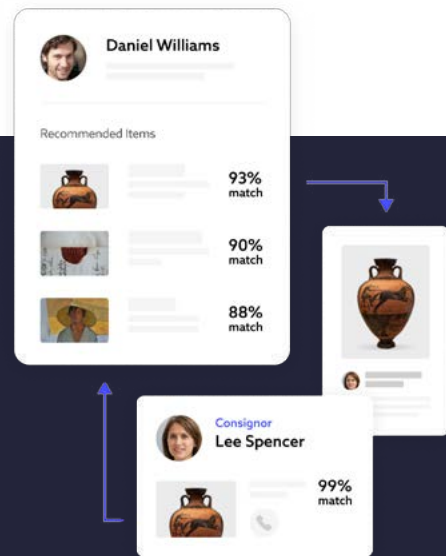 Daniel Williams
Recommended Items
93%
match
90%
match
88%
match
Consignor
Lee Spencer
99%
match